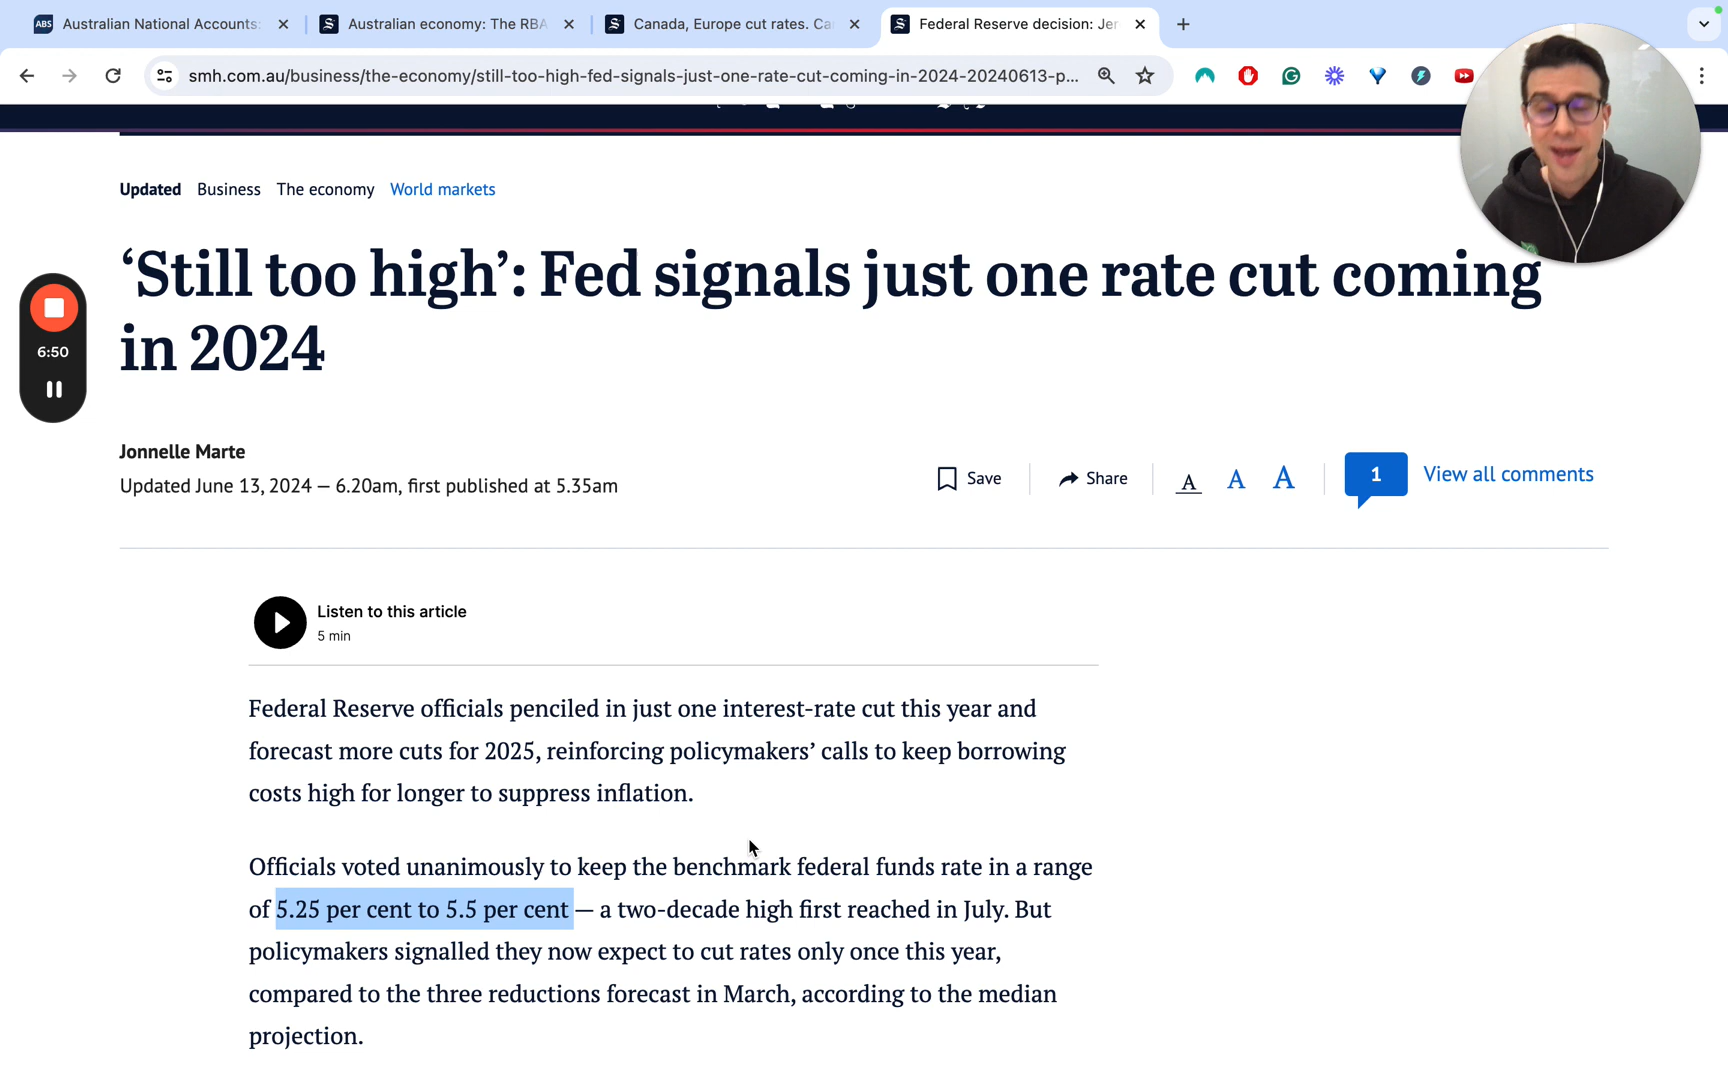 ABS Australian National Accounts:
Australian economy: The RBA
Canada, Europe cut rates. Ca
Federal Reserve decision: Jer
smh.com.au/business/the-economy/still-too-high-fed-signals-just-one-rate-cut-coming-in-2024-20240613-p...
Updated Business The economy World markets
‘Still too high’: Fed signals just one rate cut coming
in 2024
6:50
Jonnelle Marte
Updated June 13, 2024 — 6.20am, first published at 5.35am
Save
Share
A A A
1
View all comments
Listen to this article
5 min
Federal Reserve officials penciled in just one interest-rate cut this year and
forecast more cuts for 2025, reinforcing policymakers’ calls to keep borrowing
costs high for longer to suppress inflation.
Officials voted unanimously to keep the benchmark federal funds rate in a range
of 5.25 per cent to 5.5 per cent — a two-decade high first reached in July. But
policymakers signalled they now expect to cut rates only once this year,
compared to the three reductions forecast in March, according to the median
projection.